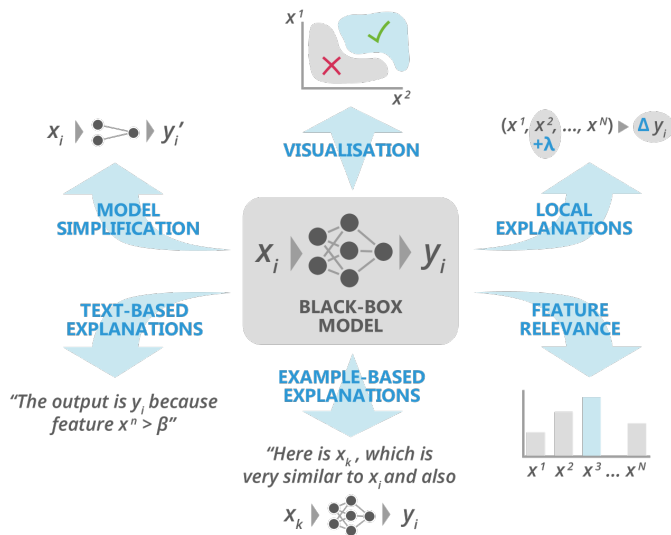 x¹
x²
VISUALISATION
xᵢ yᵢ′
MODEL
SIMPLIFICATION
(x¹, x², ..., xᴺ) Δ yᵢ
+λ
LOCAL
EXPLANATIONS
xᵢ yᵢ
BLACK-BOX
MODEL
TEXT-BASED
EXPLANATIONS
“The output is yᵢ because
feature xⁿ > β”
EXAMPLE-BASED
EXPLANATIONS
“Here is xₖ, which is
very similar to xᵢ and also
xₖ yᵢ
FEATURE
RELEVANCE
x¹ x² x³ ... xᴺ